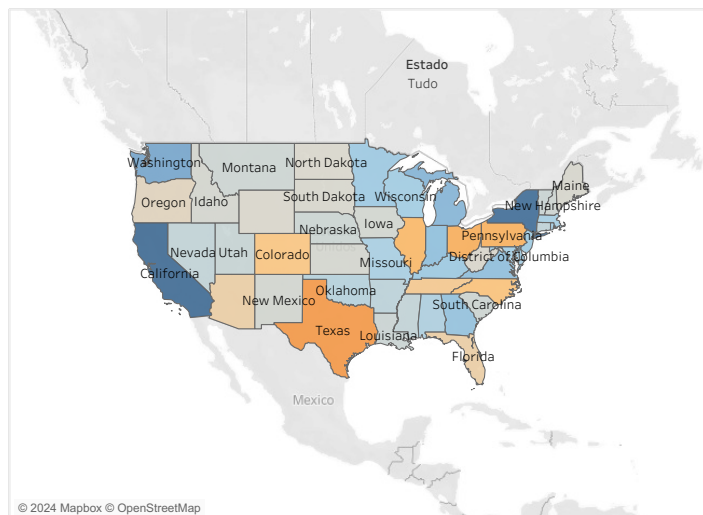 Estado
Tudo
Washington
Montana
North Dakota
Maine
Oregon
Idaho
South Dakota
Wisconsin
New Hampshire
Nebraska
Iowa
Pennsylvania
Nevada
Utah
Colorado
Missouri
District of Columbia
California
New Mexico
Oklahoma
South Carolina
Texas
Louisiana
Florida
Mexico
© 2024 Mapbox © OpenStreetMap